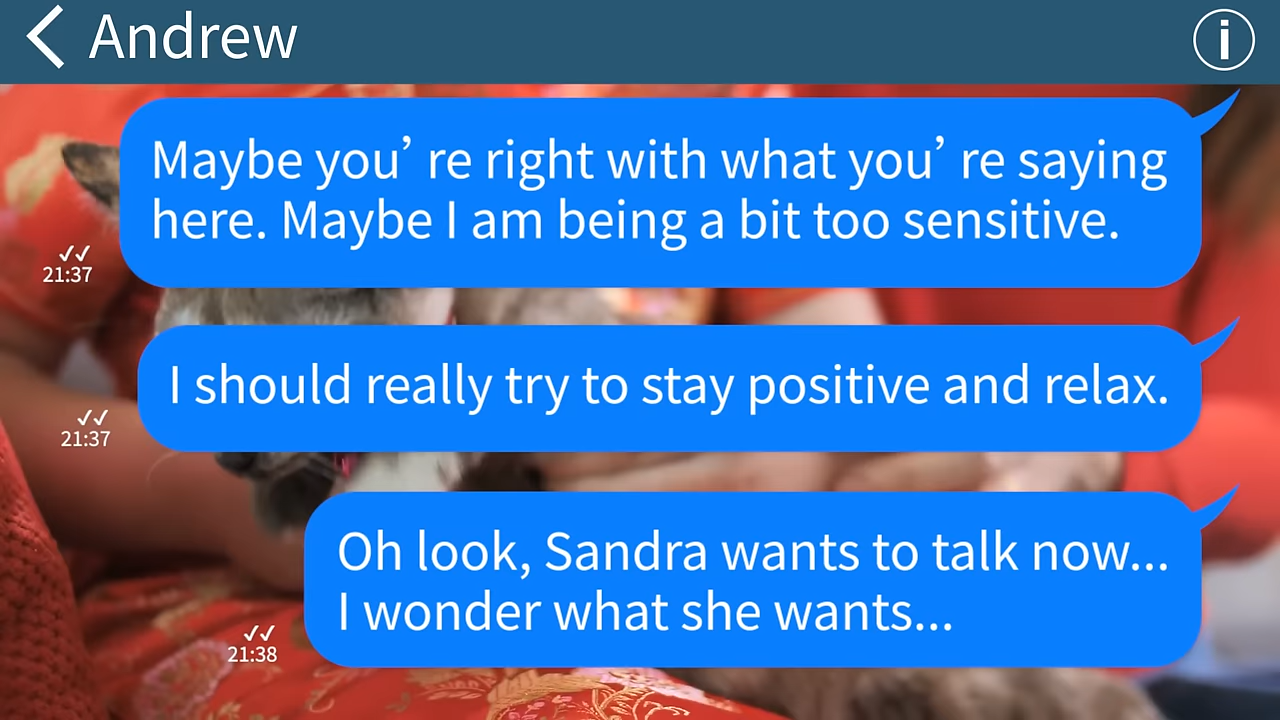 Andrew
Maybe you’ re right with what you’ re saying
here. Maybe I am being a bit too sensitive.
21:37
I should really try to stay positive and relax.
21:37
Oh look, Sandra wants to talk now...
I wonder what she wants...
21:38